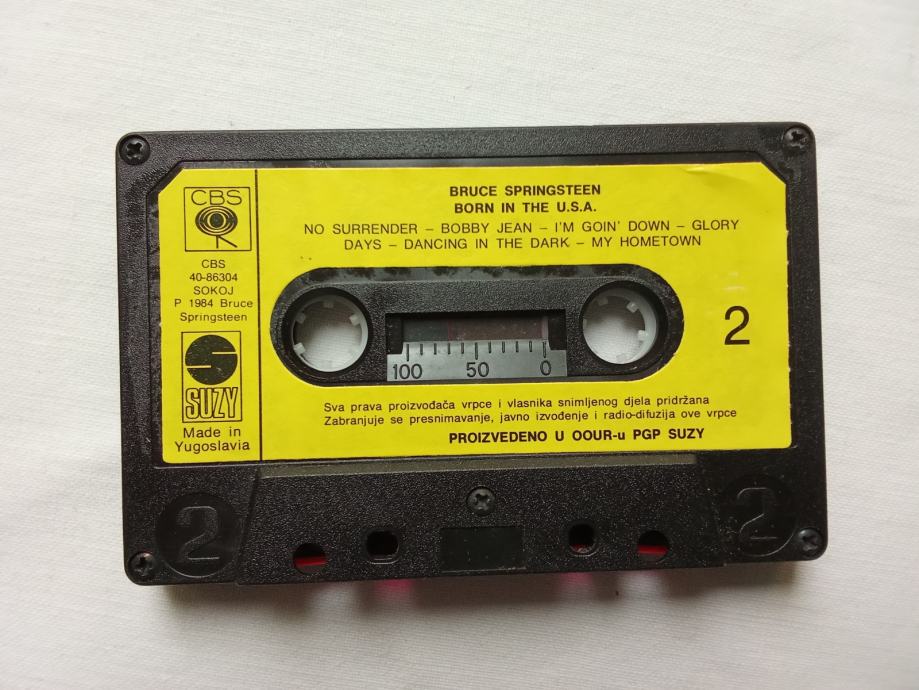 CBS
CBS
40-86304
SOKOJ
P 1984 Bruce
Springsteen
SUZY
Made in
Yugoslavia
BRUCE SPRINGSTEEN
BORN IN THE U.S.A.
NO SURRENDER – BOBBY JEAN – I'M GOIN' DOWN – GLORY
DAYS – DANCING IN THE DARK – MY HOMETOWN
2
100 50 0
Sva prava proizvođača vrpce i vlasnika snimljenog djela pridržana
Zabranjuje se presnimavanje, javno izvođenje i radio-difuzija ove vrpce
PROIZVEDENO U OOUR-u PGP SUZY
2 2